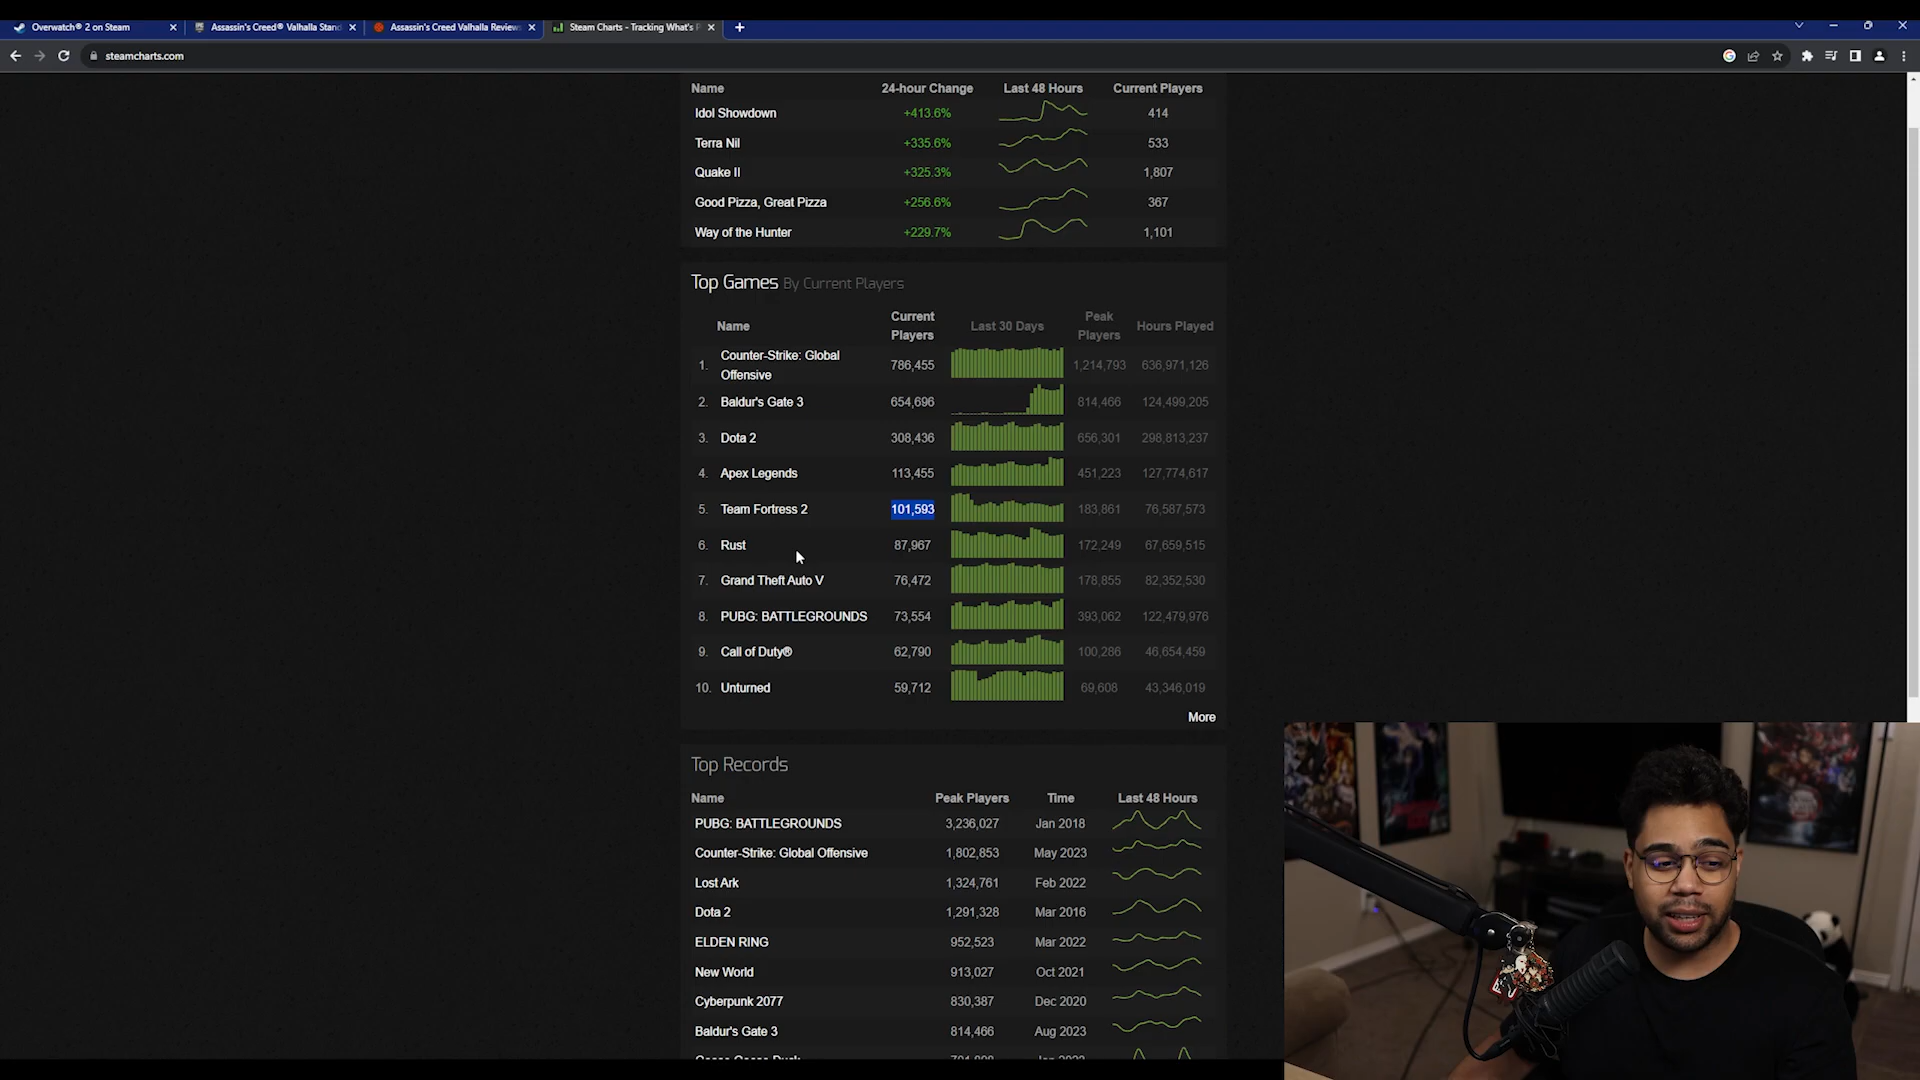 Overwatch® 2 on Steam
Assassin's Creed® Valhalla Stand
Assassin's Creed Valhalla Reviews
Steam Charts - Tracking What's P
steamcharts.com
Name 24-hour Change Last 48 Hours Current Players
Idol Showdown +413.6% 414
Terra Nil +335.6% 533
Quake II +325.3% 1,807
Good Pizza, Great Pizza +256.6% 367
Way of the Hunter +229.7% 1,101
Top Games By Current Players
Name Current Players Last 30 Days Peak Players Hours Played
1. Counter-Strike: Global Offensive 786,455 1,214,793 636,971,126
2. Baldur's Gate 3 654,696 814,466 124,499,205
3. Dota 2 308,436 656,301 298,813,237
4. Apex Legends 113,455 451,223 127,774,617
5. Team Fortress 2 101,593 183,861 76,587,573
6. Rust 87,967 172,249 67,659,515
7. Grand Theft Auto V 76,472 178,855 82,352,530
8. PUBG: BATTLEGROUNDS 73,554 393,062 122,479,976
9. Call of Duty® 62,790 100,286 46,654,459
10. Unturned 59,712 69,608 43,346,019
More
Top Records
Name Peak Players Time Last 48 Hours
PUBG: BATTLEGROUNDS 3,236,027 Jan 2018
Counter-Strike: Global Offensive 1,802,853 May 2023
Lost Ark 1,324,761 Feb 2022
Dota 2 1,291,328 Mar 2016
ELDEN RING 952,523 Mar 2022
New World 913,027 Oct 2021
Cyberpunk 2077 830,387 Dec 2020
Baldur's Gate 3 814,466 Aug 2023